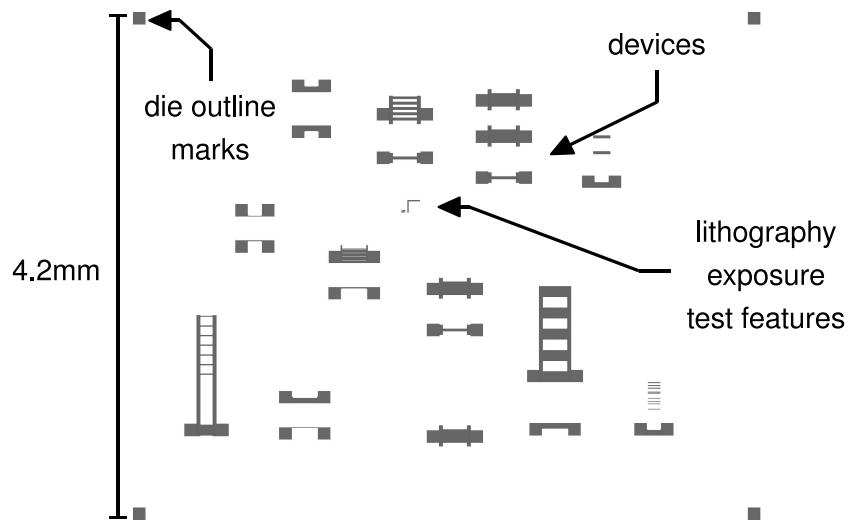 devices
die outline
marks
lithography
exposure
test features
4.2mm